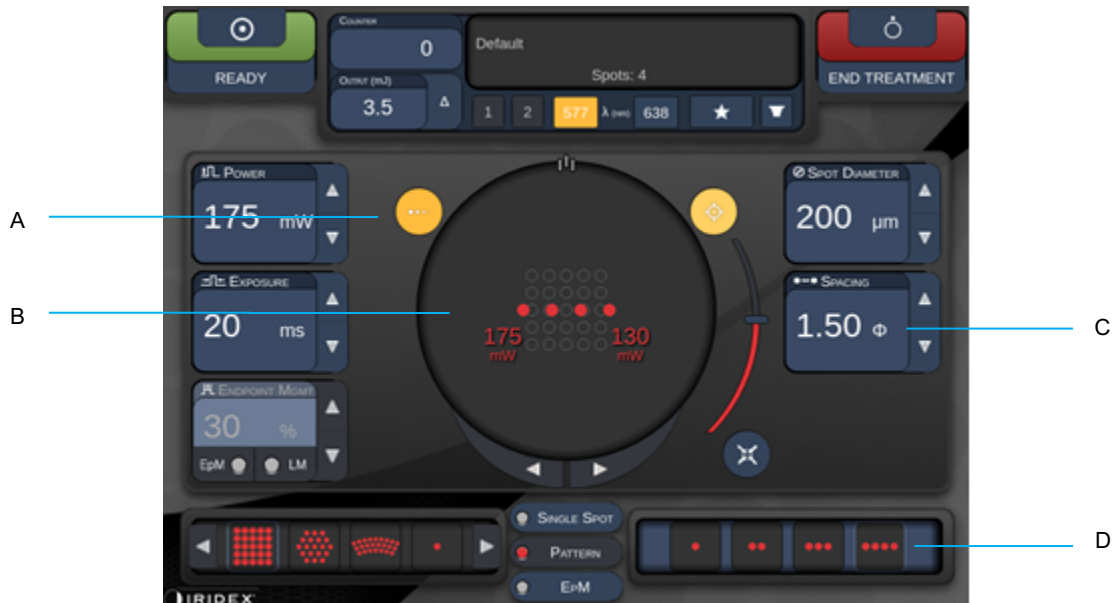 READY
COUNTER
0
OUTPUT (mJ)
3.5 Δ
Default
Spots: 4
1 2 577 λ (nm) 638
END TREATMENT
POWER
175 mW
EXPOSURE
20 ms
ENDPOINT MGMT
30 %
EpM LM
175
mW
130
mW
SPOT DIAMETER
200 μm
SPACING
1.50 Φ
SINGLE SPOT
PATTERN
EPM
IRIDEX
A
B
C
D